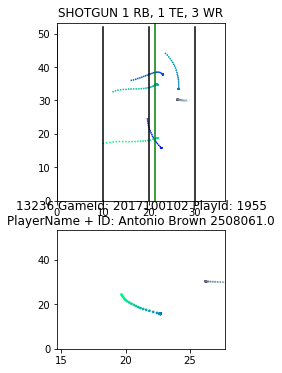 SHOTGUN 1 RB, 1 TE, 3 WR
50
40
30
20
10
0
0 10 20 30
13236 GameId: 2017100102 PlayId: 1955
PlayerName + ID: Antonio Brown 2508061.0
40
20
0
15 20 25